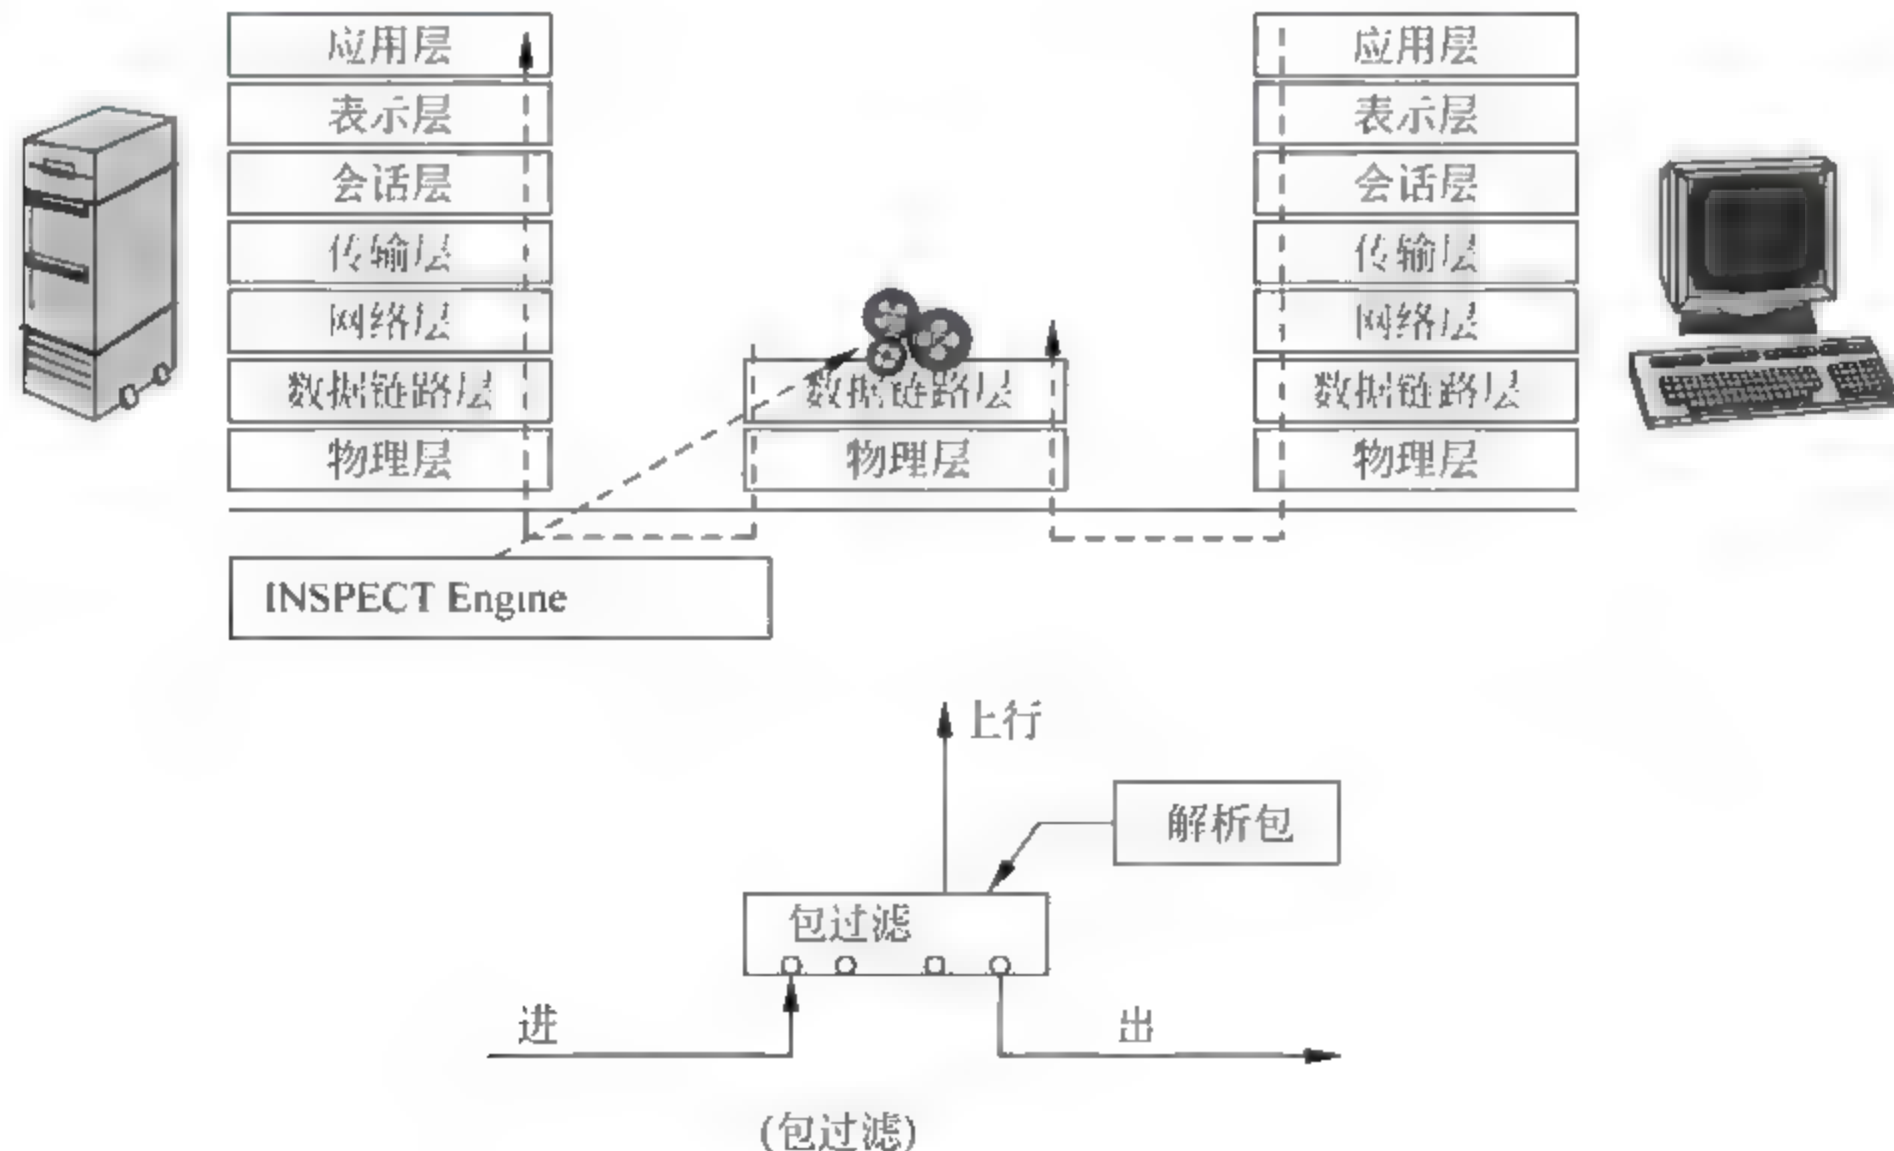 应用层
表示层
会话层
传输层
网络层
数据链路层
物理层
数据链路层
物理层
应用层
表示层
会话层
传输层
网络层
数据链路层
物理层
INSPECT Engine
上行
解析包
包过滤
进
出
(包过滤)